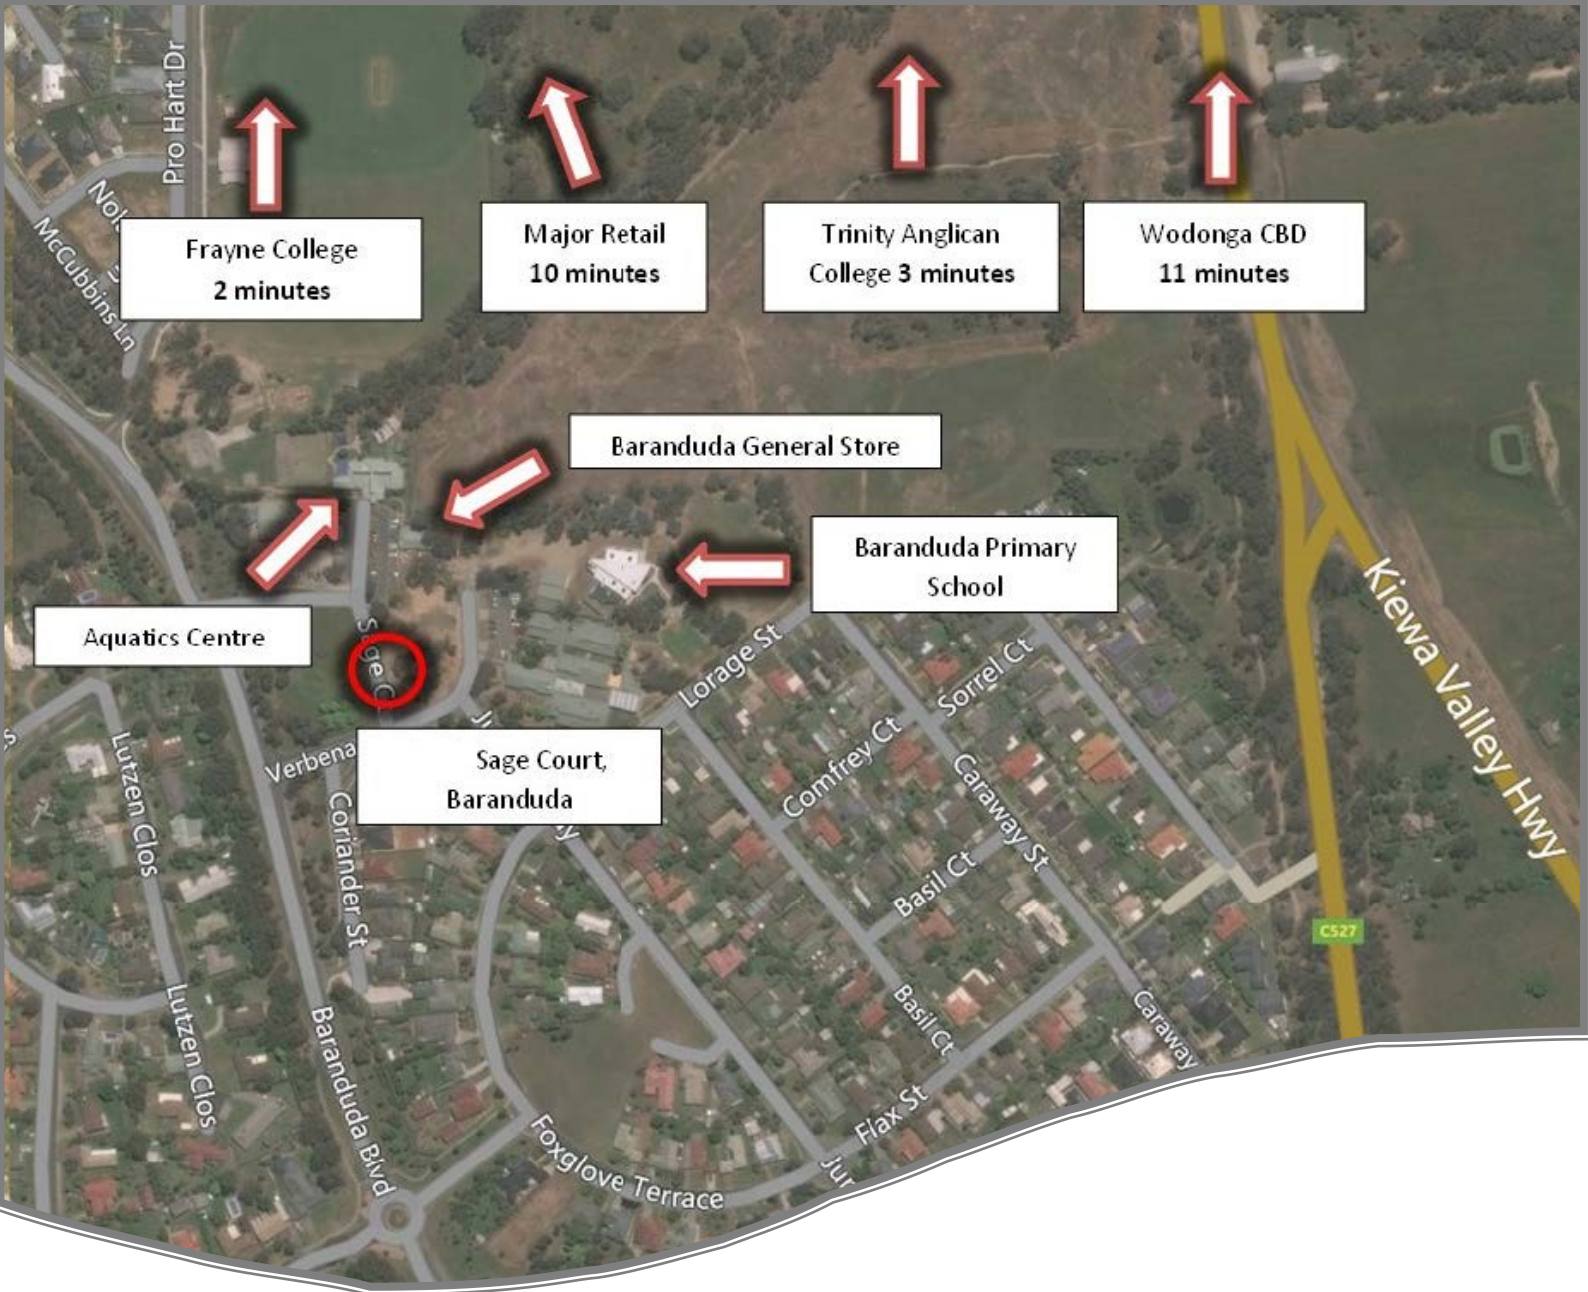 Pro Hart Dr
McCubbins Ln
Frayne College
2 minutes
Major Retail
10 minutes
Trinity Anglican
College 3 minutes
Wodonga CBD
11 minutes
Baranduda General Store
Baranduda Primary
School
Aquatics Centre
Sage Court,
Baranduda
Kiewa Valley Hwy
Lorage St
Sorrel Ct
Comfrey Ct
Caraway St
Verbena
Lutzen Clos
Coriander St
Basil Ct
C527
Lutzen Clos
Baranduda Blvd
Basil Ct
Caraway
Flax St
Foxglove Terrace